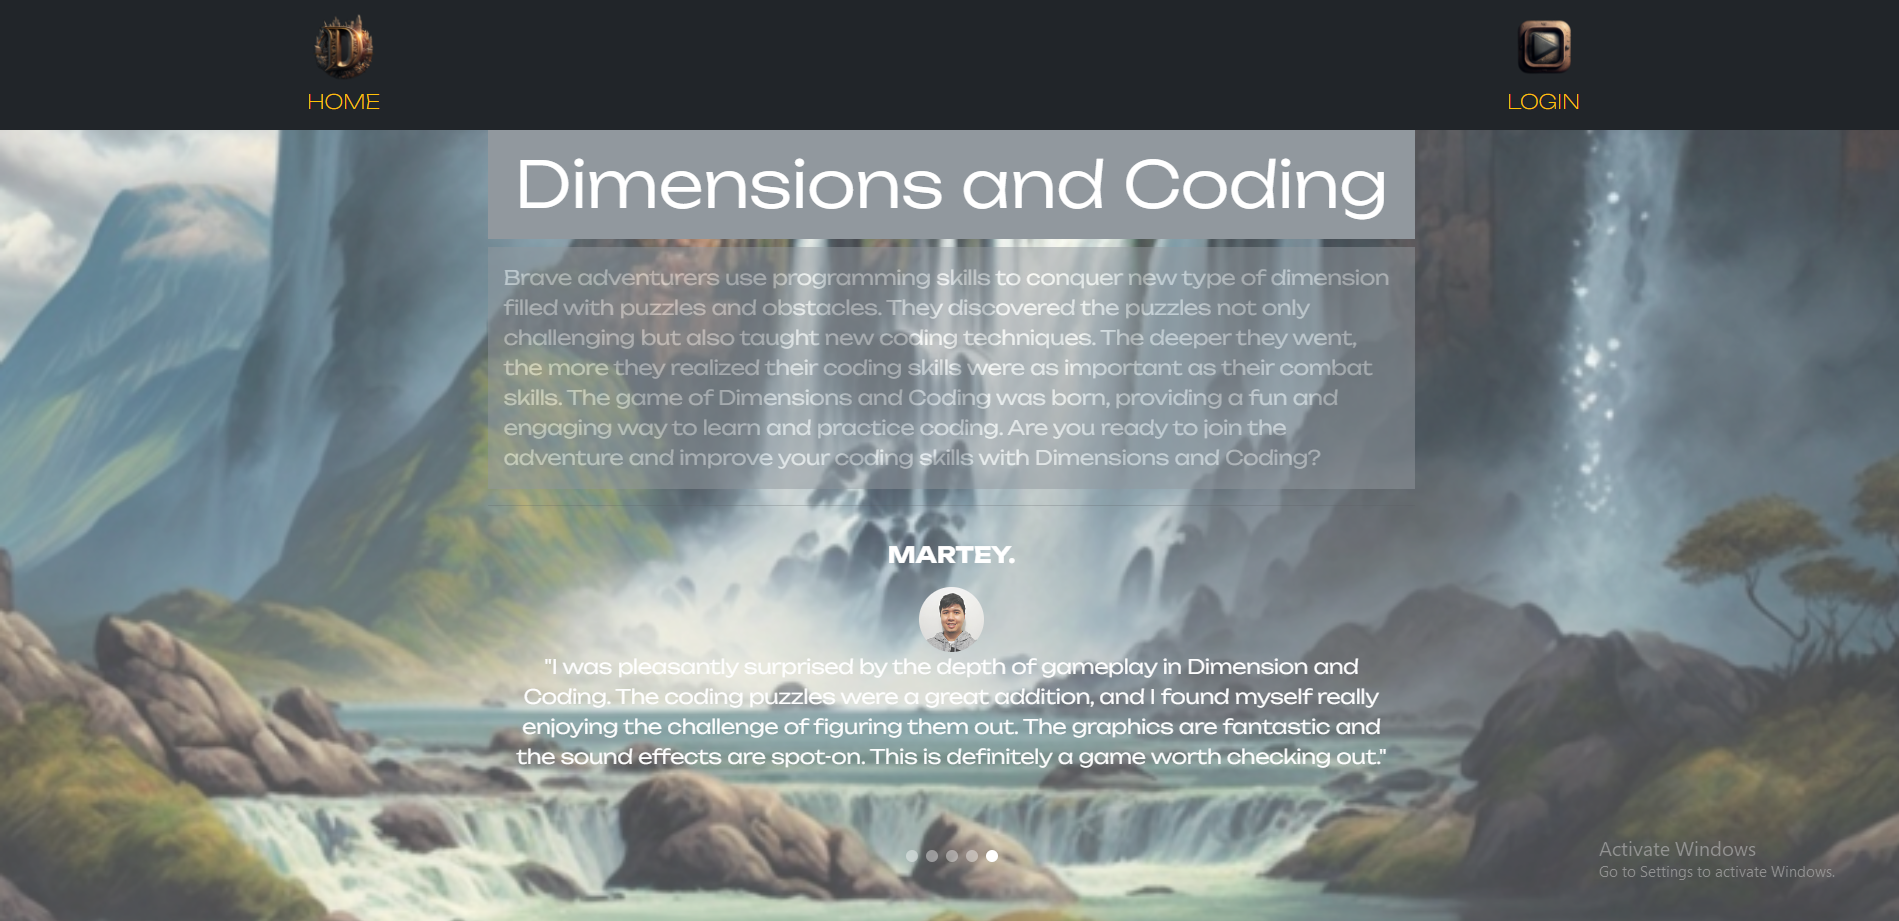 HOME
LOGIN
Dimensions and Coding
Brave adventurers use programming skills to conquer new type of dimension
filled with puzzles and obstacles. They discovered the puzzles not only
challenging but also taught new coding techniques. The deeper they went,
the more they realized their coding skills were as important as their combat
skills. The game of Dimensions and Coding was born, providing a fun and
engaging way to learn and practice coding. Are you ready to join the
adventure and improve your coding skills with Dimensions and Coding?
MARTEY.
"I was pleasantly surprised by the depth of gameplay in Dimension and
Coding. The coding puzzles were a great addition, and I found myself really
enjoying the challenge of figuring them out. The graphics are fantastic and
the sound effects are spot-on. This is definitely a game worth checking out."
Activate Windows
Go to Settings to activate Windows.